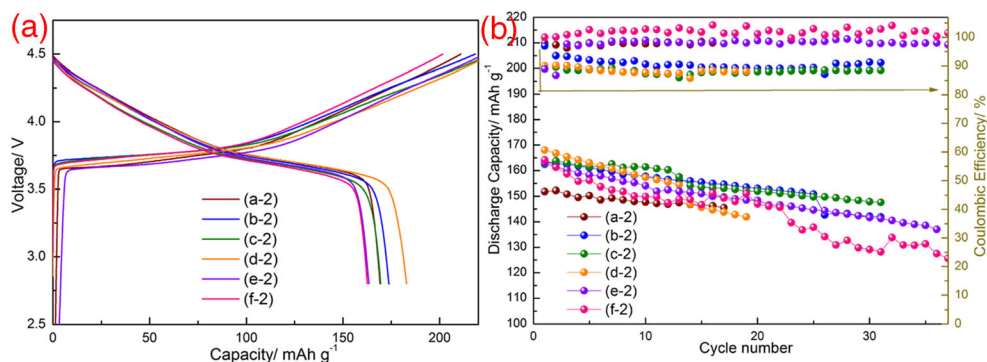 (a)
4.5
4.0
3.5
3.0
2.5
Voltage/ V
0 50 100 150 200
Capacity/ mAh g⁻¹
(a-2)
(b-2)
(c-2)
(d-2)
(e-2)
(f-2)
(b)
220
210
200
190
180
170
160
150
140
130
120
110
100
Discharge Capacity/ mAh g⁻¹
0 10 20 30
Cycle number
(a-2)
(b-2)
(c-2)
(d-2)
(e-2)
(f-2)
100
90
80
70
60
50
40
30
20
10
0
Coulombic Efficiency/ %